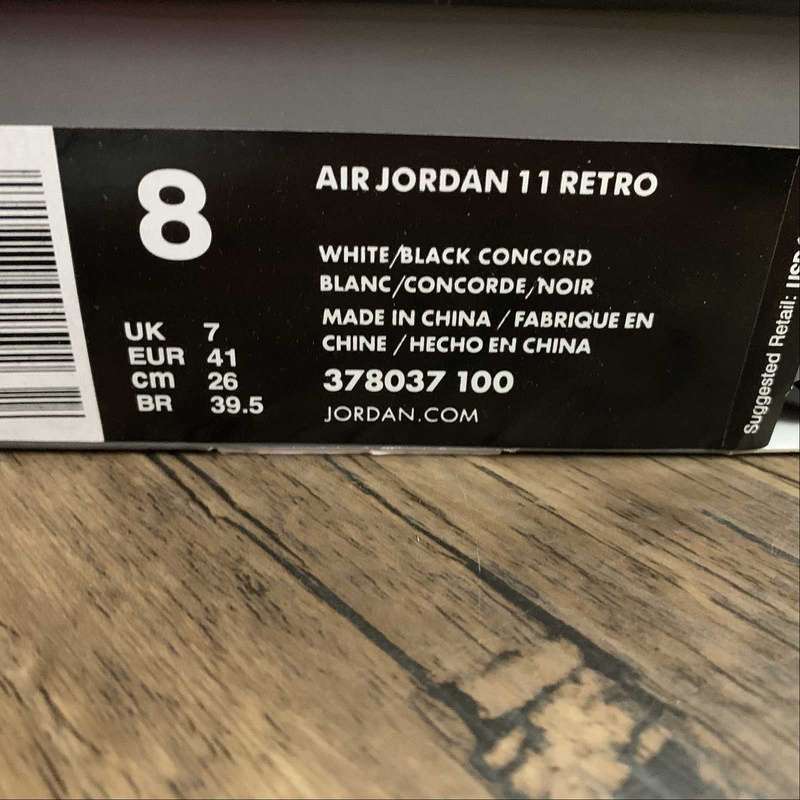 8
UK 7
EUR 41
cm 26
BR 39.5
AIR JORDAN 11 RETRO
WHITE/BLACK CONCORD
BLANC/CONCORDE/NOIR
MADE IN CHINA / FABRIQUE EN
CHINE / HECHO EN CHINA
378037 100
JORDAN.COM
Suggested Retail: USD